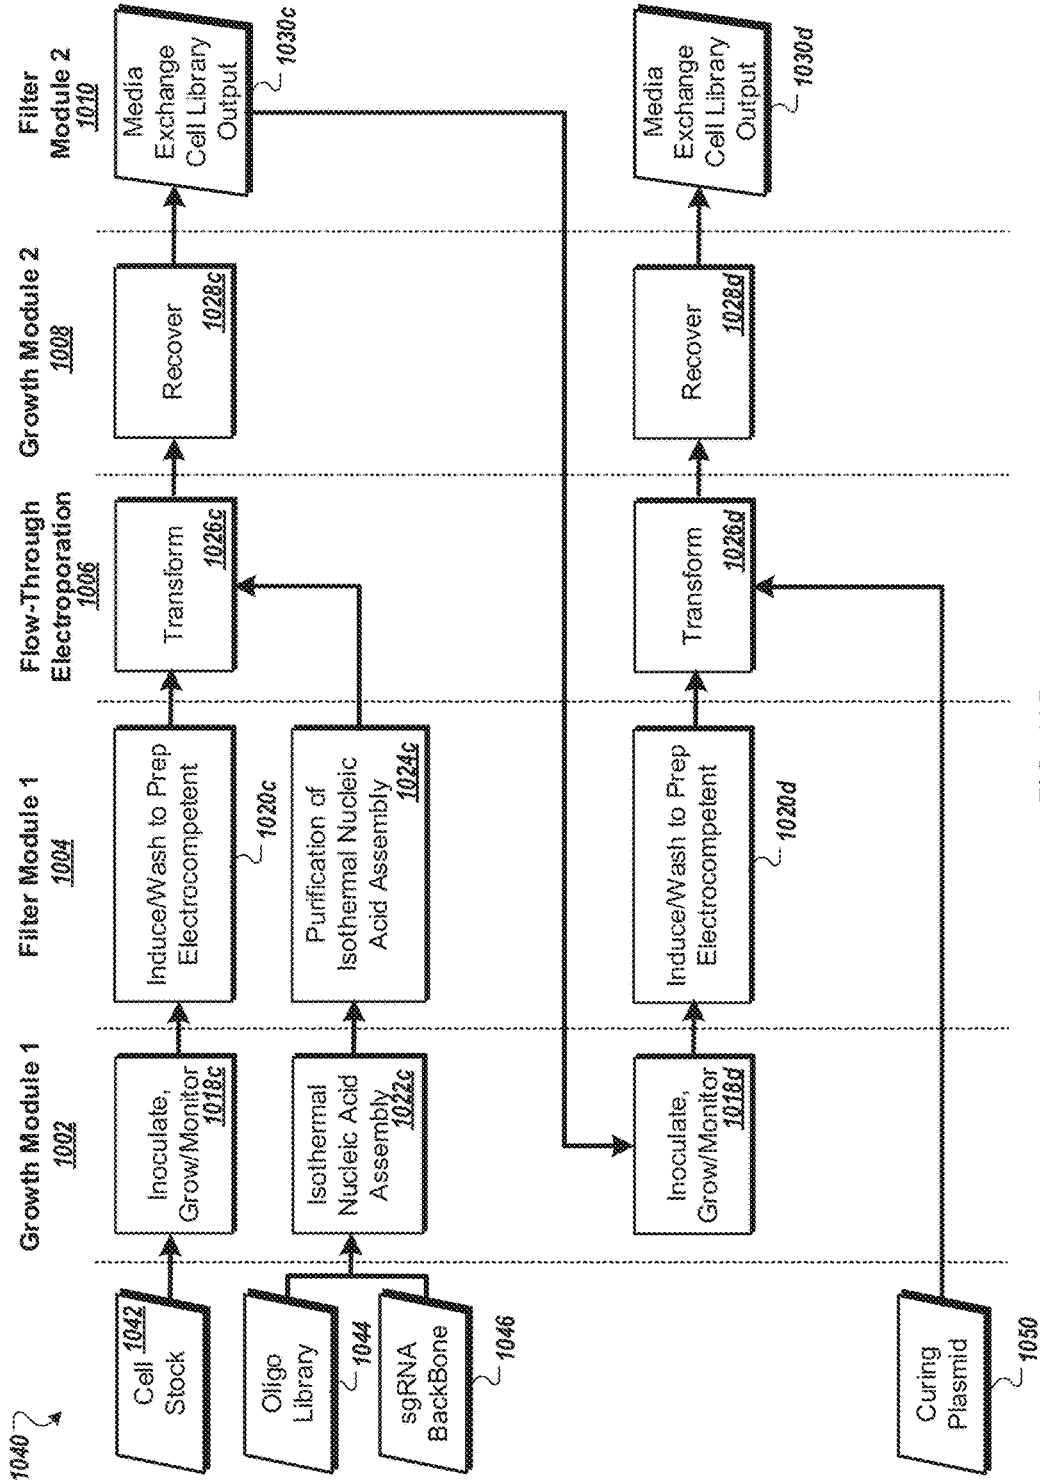 1040
Growth Module 1
1002
Filter Module 1
1004
Flow-Through
Electroporation
1006
Growth Module 2
1008
Filter
Module 2
1010
Cell
1042
Stock
Inoculate,
Grow/Monitor
1018c
Induce/Wash to Prep
Electrocompetent
1020c
Transform
1026c
Recover
1028c
Media
Exchange
Cell Library
Output
1030c
Oligo
Library
1044
sgRNA
BackBone
1046
Isothermal
Nucleic Acid
Assembly
1022c
Purification of
Isothermal Nucleic
Acid Assembly
1024c
Inoculate,
Grow/Monitor
1018d
Induce/Wash to Prep
Electrocompetent
1020d
Transform
1026d
Recover
1028d
Media
Exchange
Cell Library
Output
1030d
Curing
Plasmid
1050